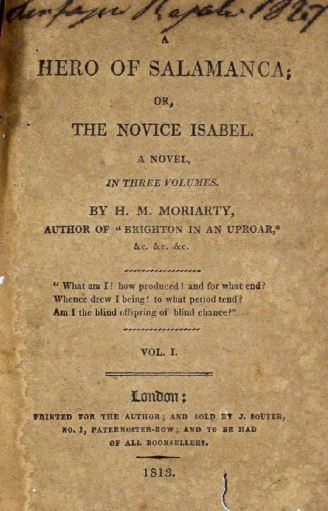 1827
A
HERO OF SALAMANCA;
OR,
THE NOVICE ISABEL.
A NOVEL,
IN THREE VOLUMES.
BY H. M. MORIARTY,
AUTHOR OF "BRIGHTON IN AN UPROAR,"
&c. &c. &c.
"What am I! how produced! and for what end?
Whence drew I being! to what period tend?
Am I the blind offspring of blind chance?"
VOL. I.
London:
PRINTED FOR THE AUTHOR; AND SOLD BY J. SOUTER,
NO. 1, PATERNOSTER-ROW; AND TO BE HAD
OF ALL BOOKSELLERS.
1813.